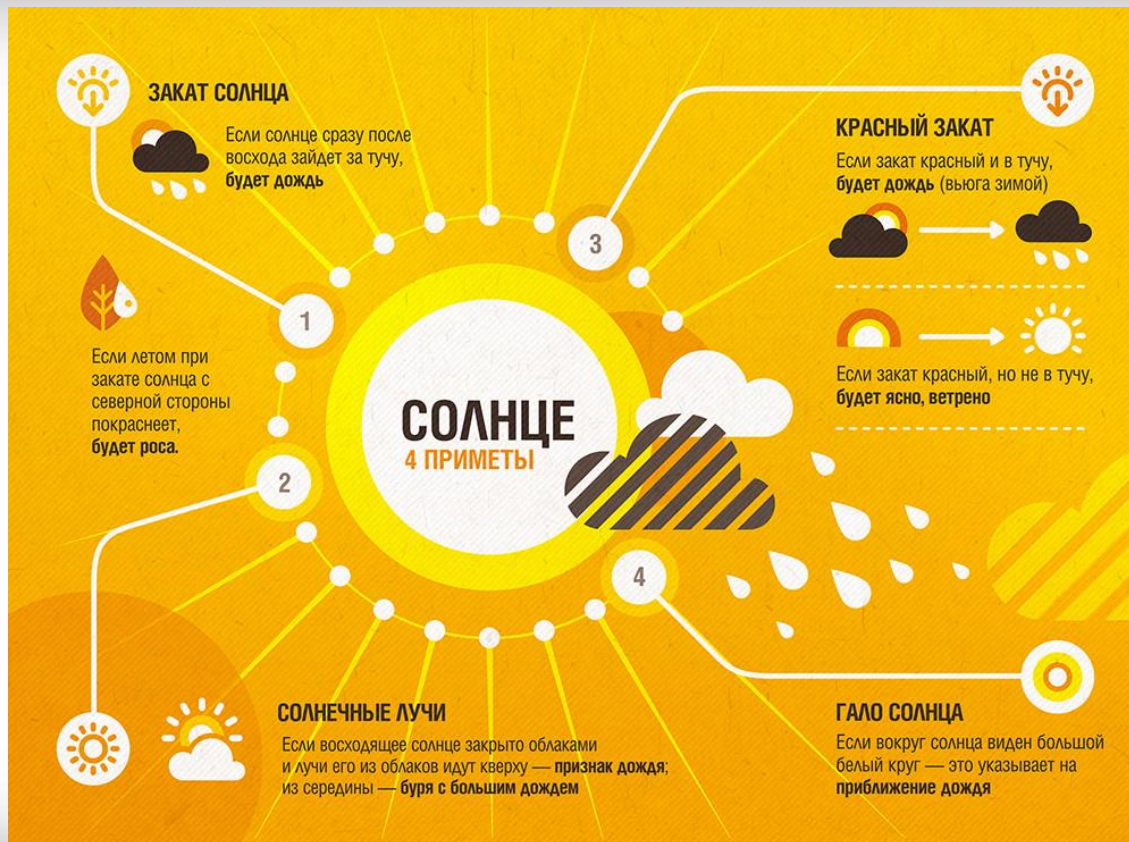 ЗАКАТ СОЛНЦА
Если солнце сразу после
восхода зайдет за тучу,
будет дождь
Если летом при
закате солнца с
северной стороны
покраснеет,
будет роса.
1
2
3
4
СОЛНЦЕ
4 ПРИМЕТЫ
КРАСНЫЙ ЗАКАТ
Если закат красный и в тучу,
будет дождь (вьюга зимой)
Если закат красный, но не в тучу,
будет ясно, ветрено
СОЛНЕЧНЫЕ ЛУЧИ
Если восходящее солнце закрыто облаками
и лучи его из облаков идут кверху — признак дождя;
из середины — буря с большим дождем
ГАЛО СОЛНЦА
Если вокруг солнца виден большой
белый круг — это указывает на
приближение дождя